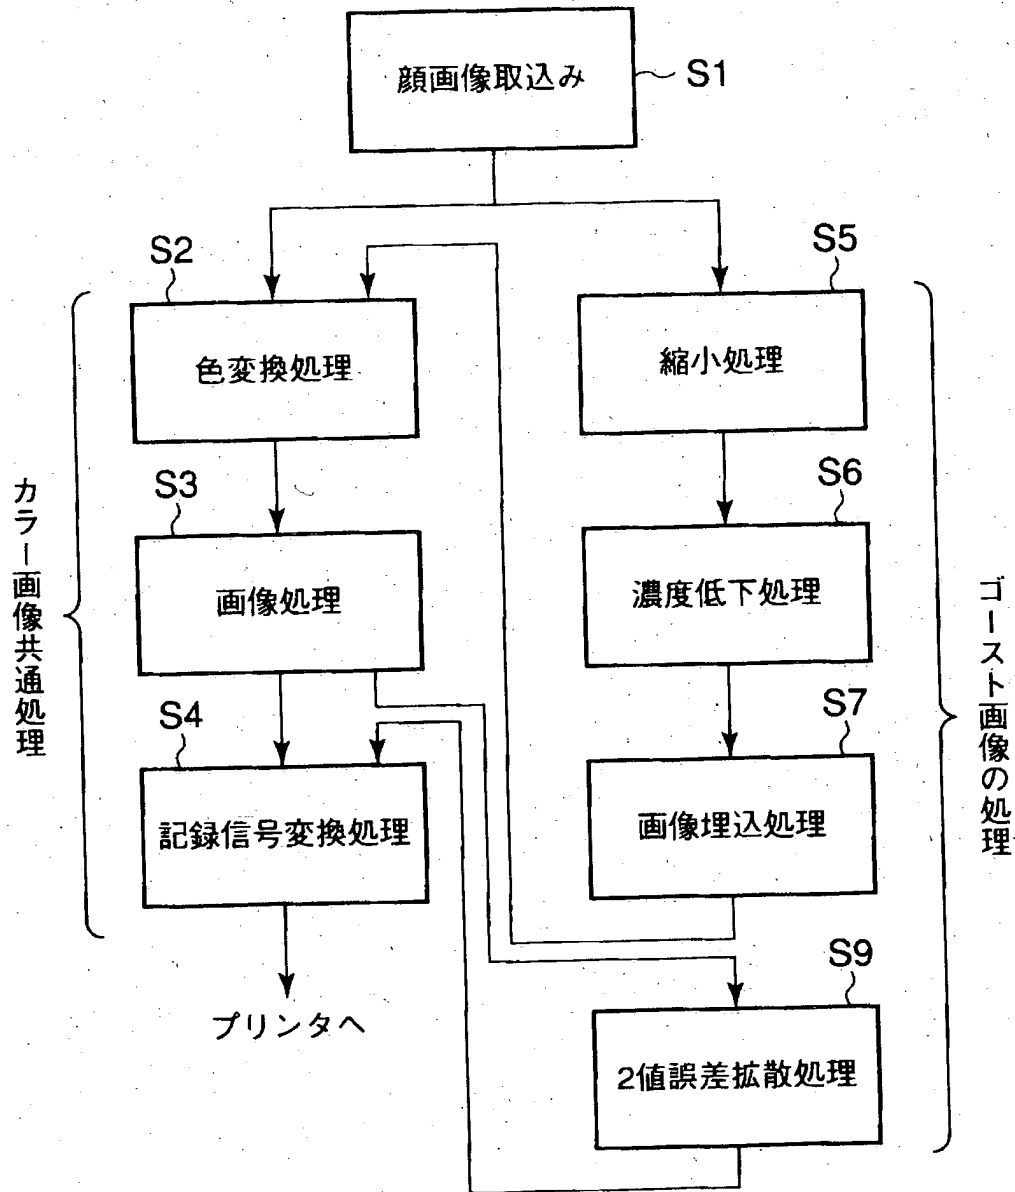 顔画像取込み
S1
S2
色変換処理
S3
画像処理
S4
記録信号変換処理
プリンタへ
カラー画像共通処理
S5
縮小処理
S6
濃度低下処理
S7
画像埋込処理
S9
2値誤差拡散処理
ゴースト画像の処理